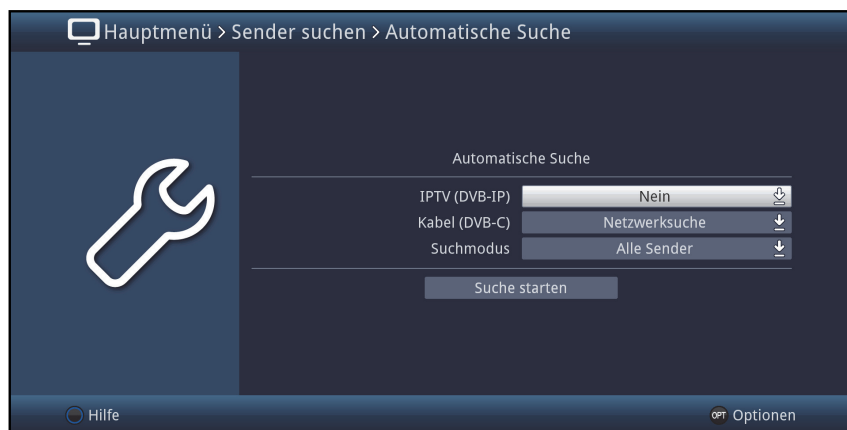 Hauptmenü > Sender suchen > Automatische Suche
Automatische Suche
IPTV (DVB-IP) Nein
Kabel (DVB-C) Netzwerksuche
Suchmodus Alle Sender
Suche starten
Hilfe OPT Optionen